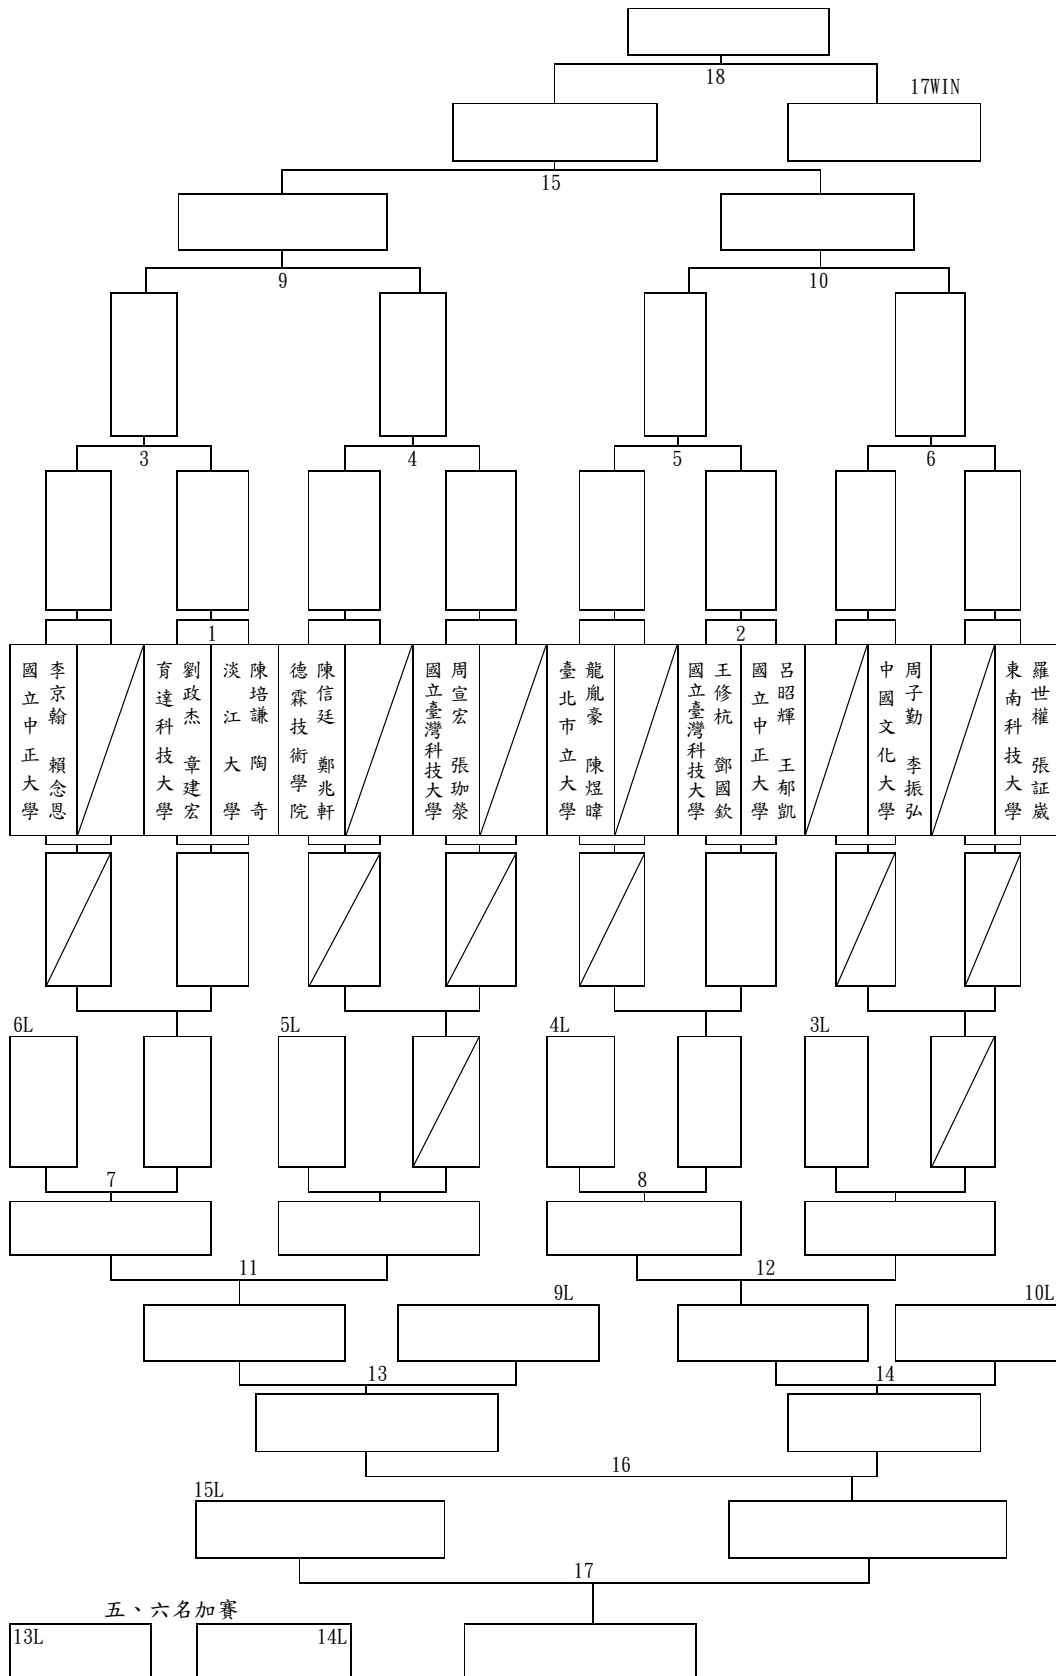 18
17WIN
15
9
10
3
4
5
6
1
2
國立中正大學
李京翰 賴念恩
育達科技大學
劉政杰 章建宏
淡江大學
陳培謙 陶奇
德霖技術學院
陳信廷 鄭兆軒
國立臺灣科技大學
周宣宏 張珈滎
臺北市立大學
龍胤豪 陳煜暐
國立臺灣科技大學
王修杭 鄧國欽
國立中正大學
呂昭輝 王郁凱
中國文化大學
周子勤 李振弘
東南科技大學
羅世權 張証崴
6L
5L
4L
3L
7
8
11
12
9L
10L
13
14
16
15L
17
五、六名加賽
13L
14L